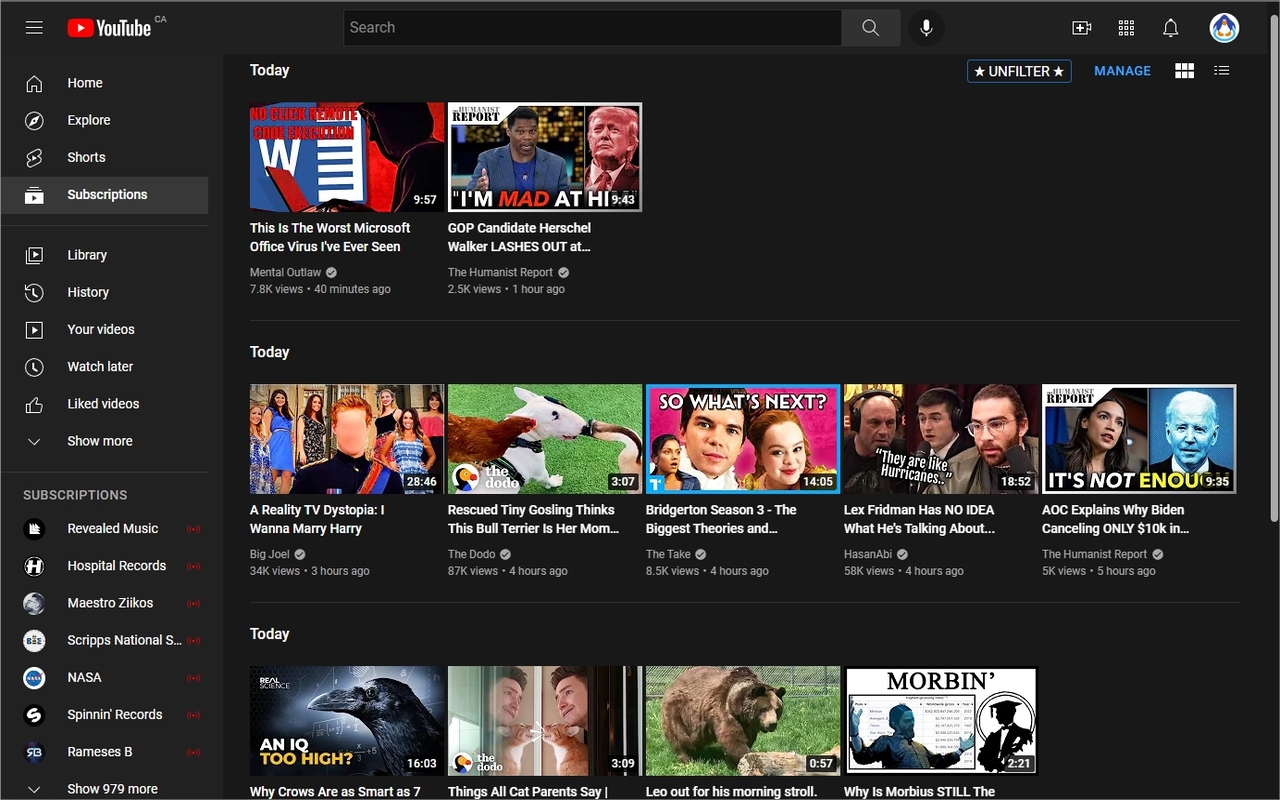 YouTube CA
Search
Home
Explore
Shorts
Subscriptions
Library
History
Your videos
Watch later
Liked videos
Show more
SUBSCRIPTIONS
Revealed Music
Hospital Records
Maestro Ziikos
Scripps National S...
NASA
Spinnin' Records
Rameses B
Show 979 more
Today
★ UNFILTER ★
MANAGE
NO CLICK REMOTE
CODE EXECUTION
W
9:57
This Is The Worst Microsoft
Office Virus I've Ever Seen
Mental Outlaw
7.8K views • 40 minutes ago
HUMANIST
REPORT
"I'M MAD AT HI
9:43
GOP Candidate Herschel
Walker LASHES OUT at...
The Humanist Report
2.5K views • 1 hour ago
Today
28:46
A Reality TV Dystopia: I
Wanna Marry Harry
Big Joel
34K views • 3 hours ago
the
dodo
3:07
Rescued Tiny Gosling Thinks
This Bull Terrier Is Her Mom...
The Dodo
87K views • 4 hours ago
SO WHAT'S NEXT?
T
14:05
Bridgerton Season 3 - The
Biggest Theories and...
The Take
8.5K views • 4 hours ago
"They are like
Hurricanes.."
18:52
Lex Fridman Has NO IDEA
What He's Talking About...
HasanAbi
58K views • 4 hours ago
HUMANIST
REPORT
IT'S NOT ENOU
9:35
AOC Explains Why Biden
Canceling ONLY $10k in...
The Humanist Report
5K views • 5 hours ago
Today
REAL
SCIENCE
AN IQ
TOO HIGH?
16:03
Why Crows Are as Smart as 7
the
dodo
3:09
Things All Cat Parents Say |
0:57
Leo out for his morning stroll.
MORBIN'
2:21
Why Is Morbius STILL The